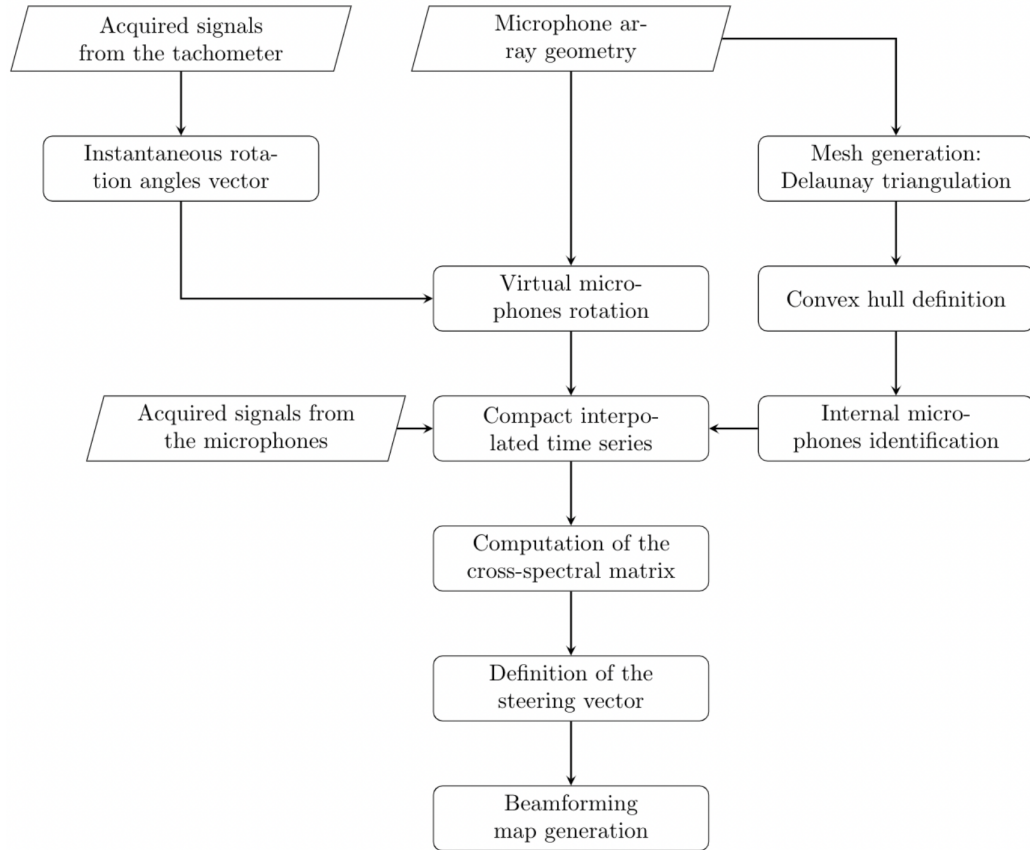 Acquired signals
from the tachometer
Microphone ar-
ray geometry
Instantaneous rota-
tion angles vector
Mesh generation:
Delaunay triangulation
Virtual micro-
phones rotation
Convex hull definition
Acquired signals from
the microphones
Compact interpo-
lated time series
Internal micro-
phones identification
Computation of the
cross-spectral matrix
Definition of the
steering vector
Beamforming
map generation